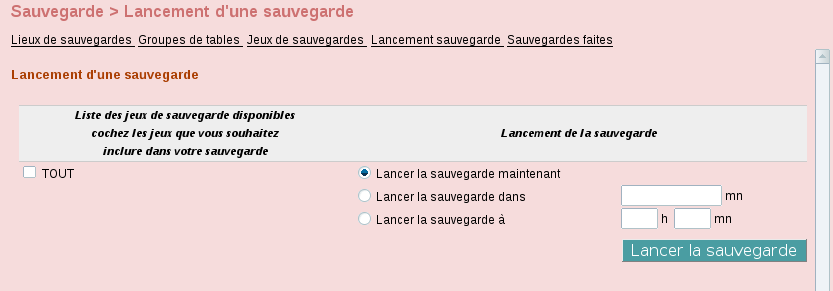 Sauvegarde > Lancement d'une sauvegarde
Lieux de sauvegardes Groupes de tables Jeux de sauvegardes Lancement sauvegarde Sauvegardes faites
Lancement d'une sauvegarde
Liste des jeux de sauvegarde disponibles
cochez les jeux que vous souhaitez
inclure dans votre sauvegarde
Lancement de la sauvegarde
TOUT
Lancer la sauvegarde maintenant
Lancer la sauvegarde dans mn
Lancer la sauvegarde à h mn
Lancer la sauvegarde